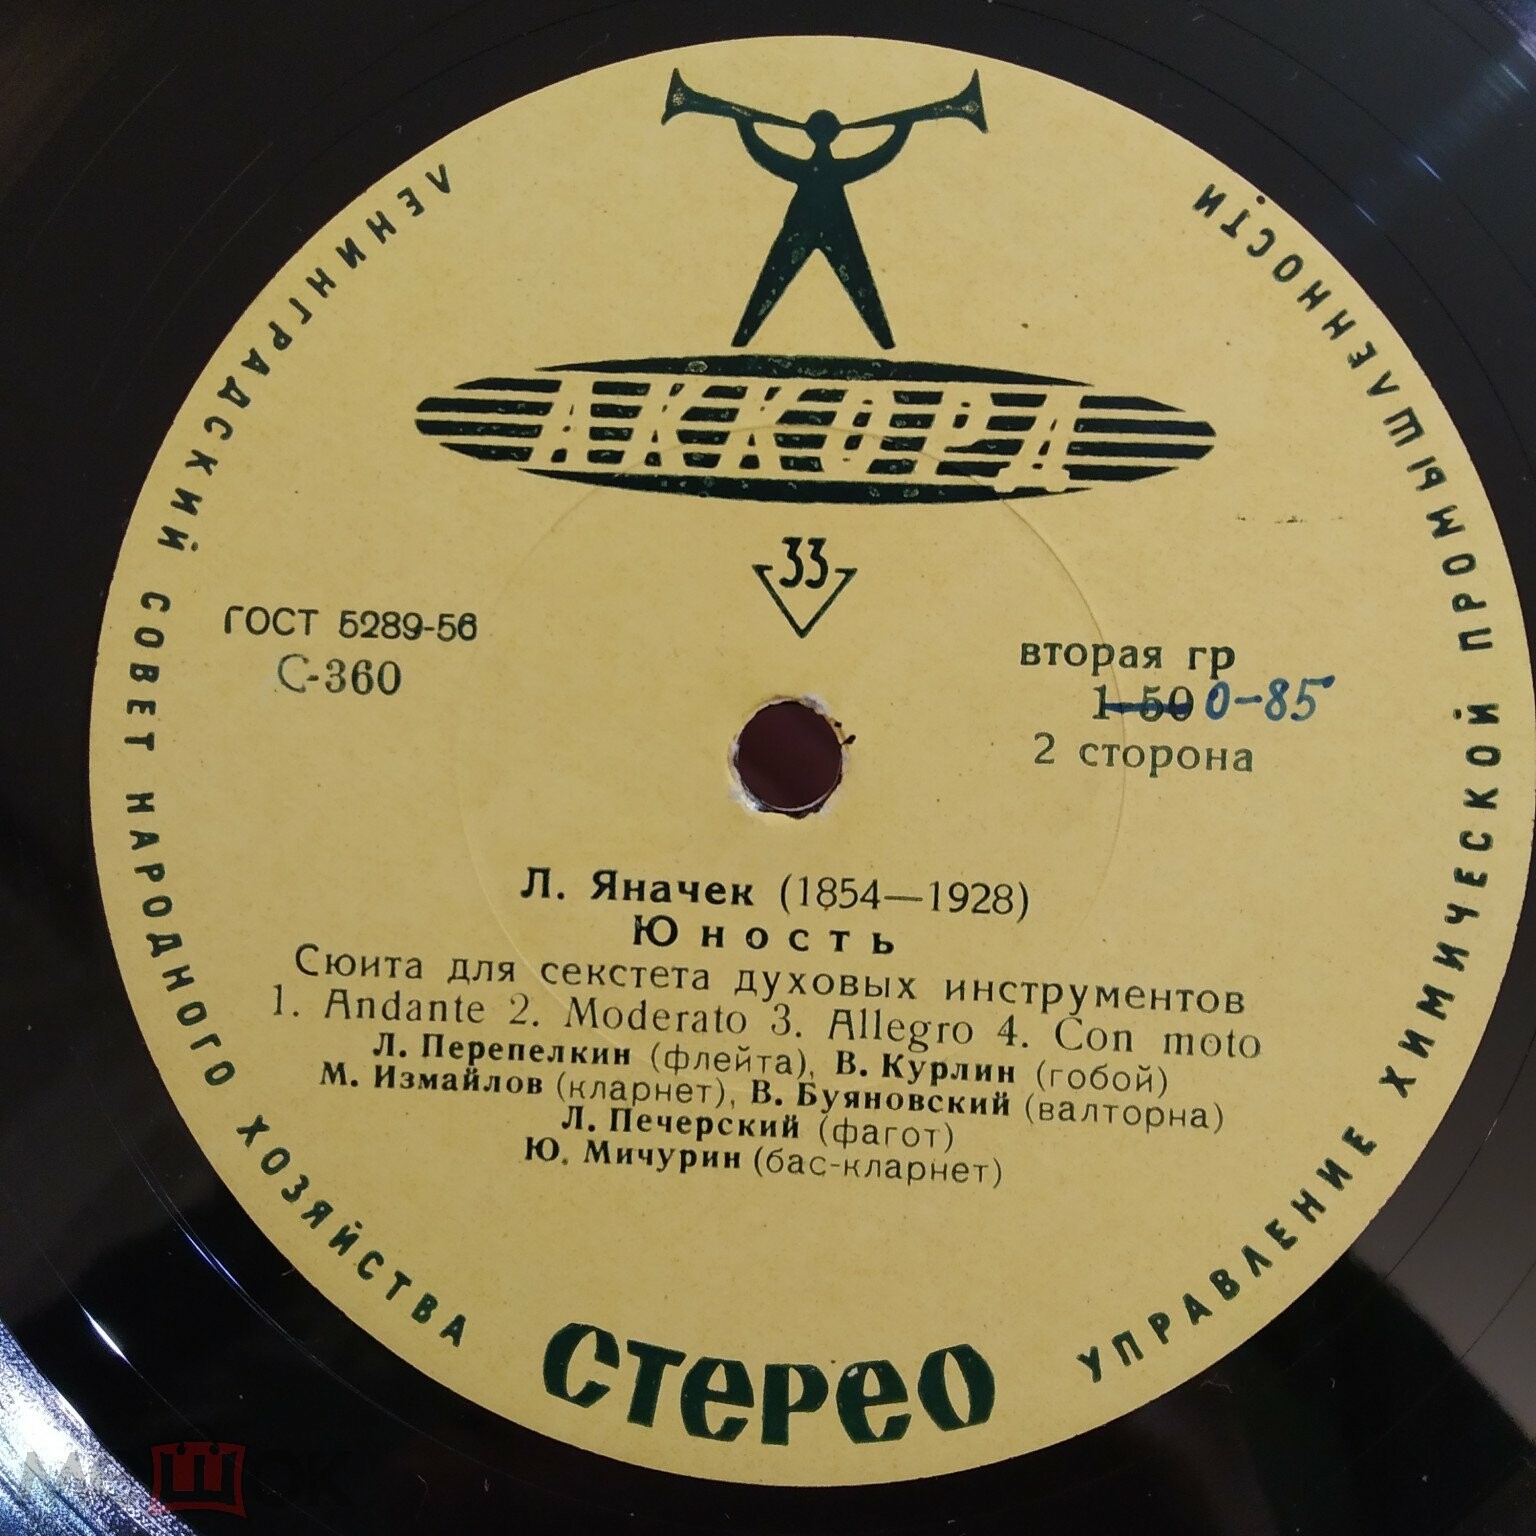 ЛЕНИНГРАДСКИЙ СОВЕТ НАРОДНОГО ХОЗЯЙСТВА
УПРАВЛЕНИЕ ХИМИЧЕСКОЙ ПРОМЫШЛЕННОСТИ
АККОРД
33
ГОСТ 5289-56
С-360
вторая гр
1-50 0-85
2 сторона
Л. Яначек (1854—1928)
Юность
Сюита для секстета духовых инструментов
1. Andante 2. Moderato 3. Allegro 4. Con moto
Л. Перепелкин (флейта), В. Курлин (гобой)
М. Измайлов (кларнет), В. Буяновский (валторна)
Л. Печерский (фагот)
Ю. Мичурин (бас-кларнет)
СТЕРЕО
МЕШОК